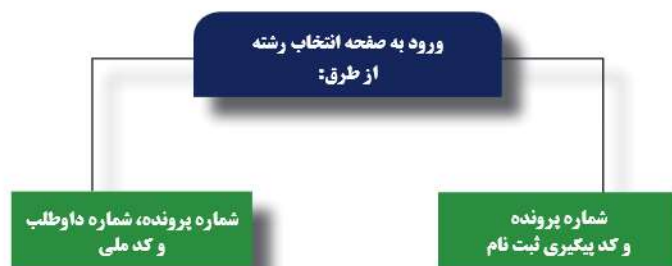 ورود به صفحه انتخاب رشته
از طرق:
شماره پرونده
و کد پیگیری ثبت نام
شماره پرونده، شماره داوطلب
و کد ملی